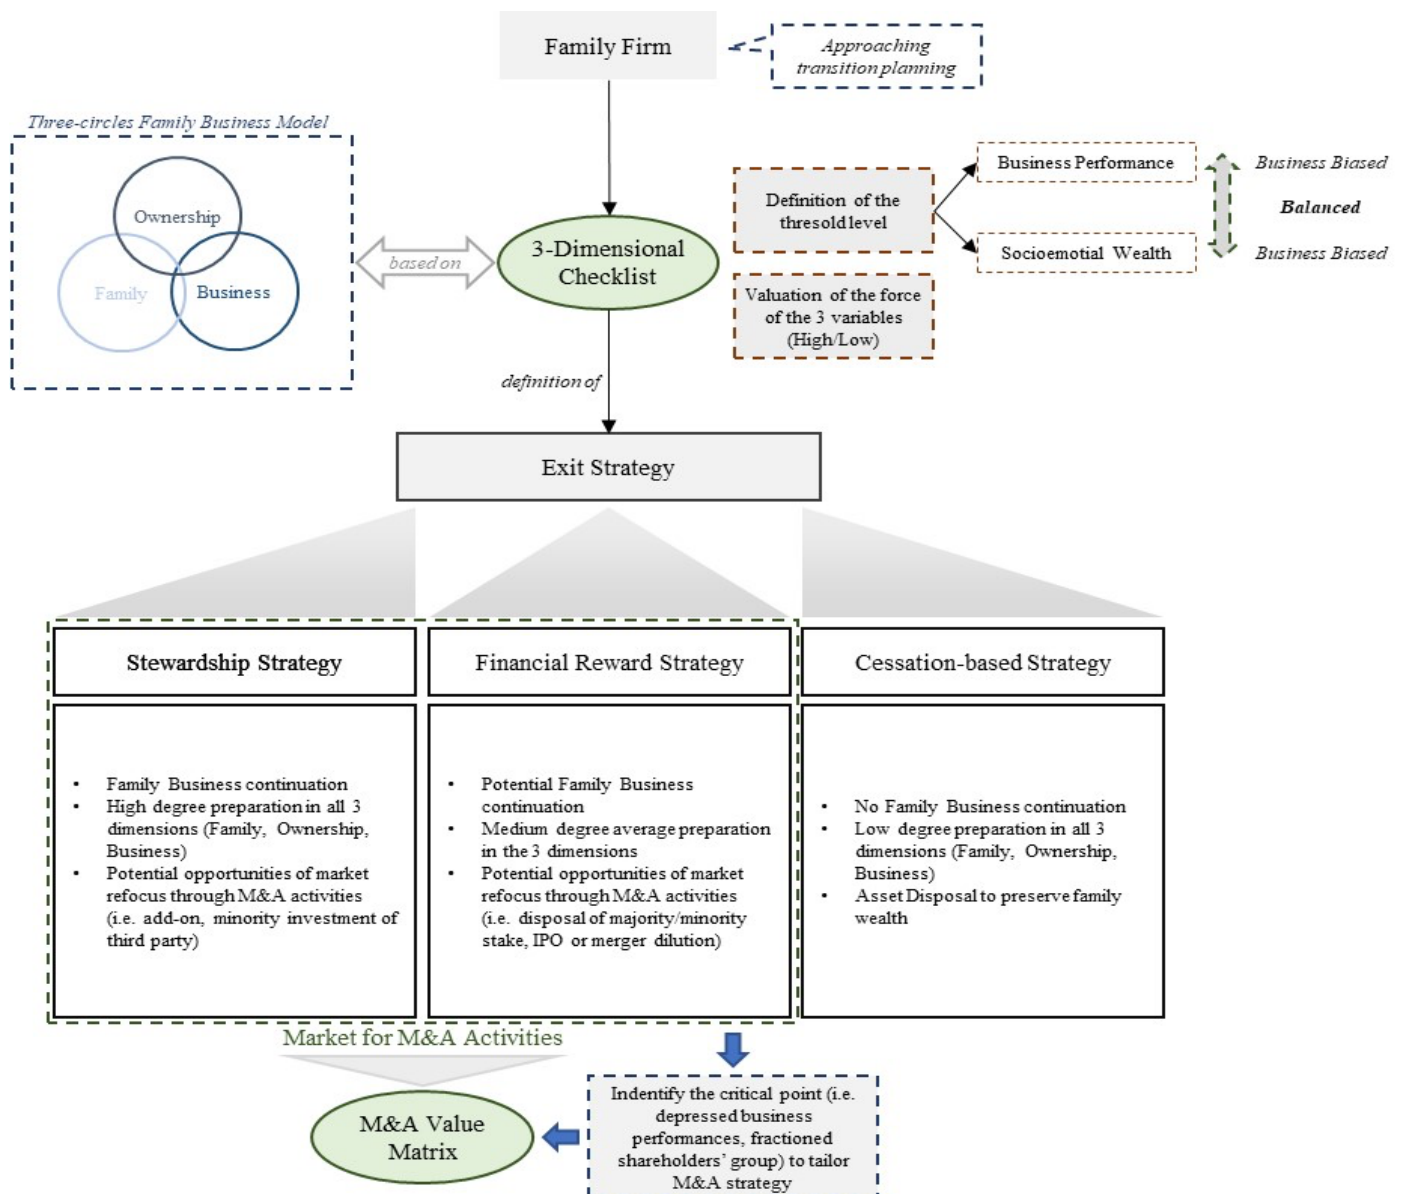 Family Firm
Approaching
transition planning
Three-circles Family Business Model
Ownership
Family
Business
based on
3-Dimensional
Checklist
Definition of the
thresold level
Business Performance
Socioemotial Wealth
Business Biased
Balanced
Business Biased
Valuation of the force
of the 3 variables
(High/Low)
definition of
Exit Strategy
Stewardship Strategy
• Family Business continuation
• High degree preparation in all 3
dimensions (Family, Ownership,
Business)
• Potential opportunities of market
refocus through M&A activities
(i.e. add-on, minority investment of
third party)
Financial Reward Strategy
• Potential Family Business
continuation
• Medium degree average preparation
in the 3 dimensions
• Potential opportunities of market
refocus through M&A activities
(i.e. disposal of majority/minority
stake, IPO or merger dilution)
Cessation-based Strategy
• No Family Business continuation
• Low degree preparation in all 3
dimensions (Family, Ownership,
Business)
• Asset Disposal to preserve family
wealth
Market for M&A Activities
M&A Value
Matrix
Indentify the critical point (i.e.
depressed business
performances, fractioned
shareholders’ group) to tailor
M&A strategy